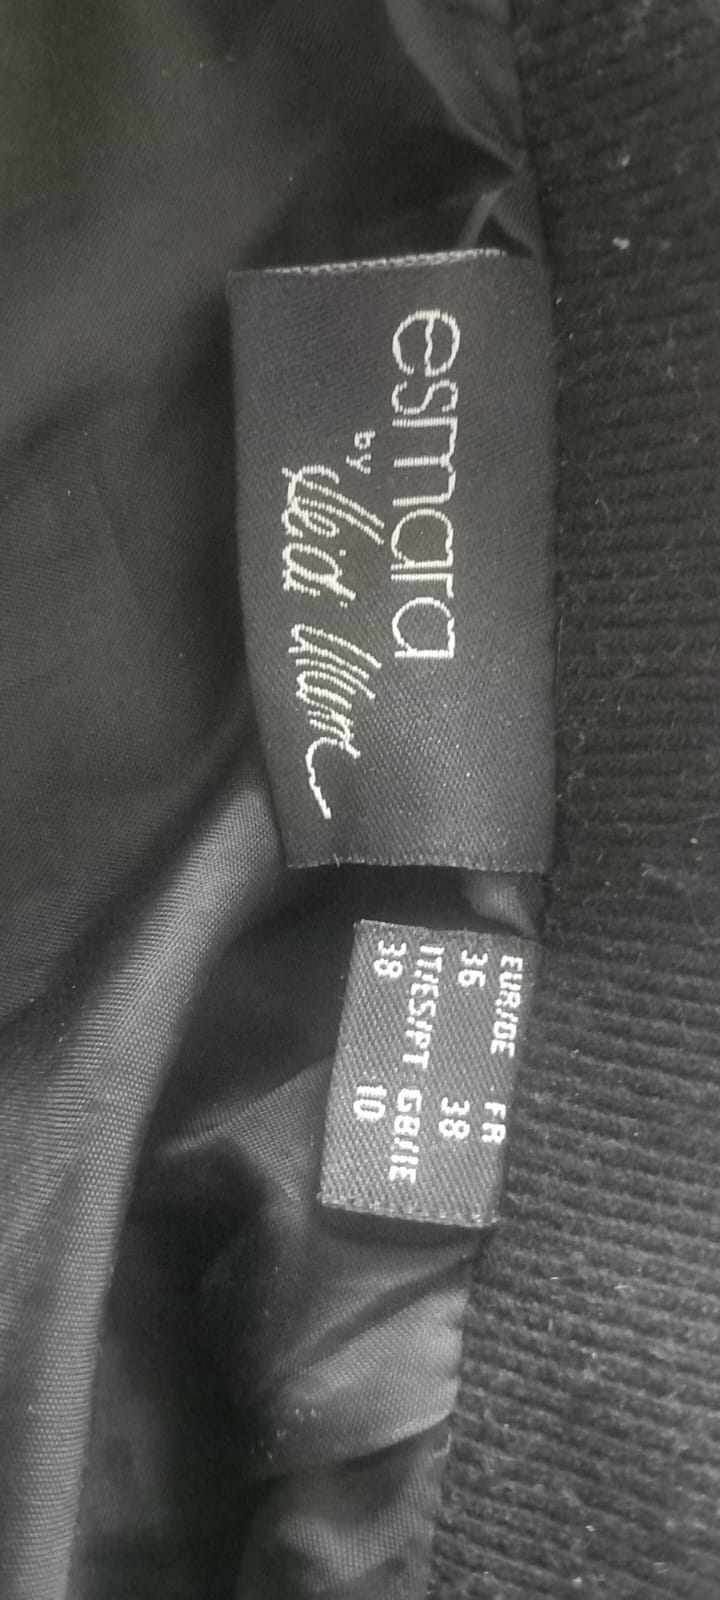 esmara
by Heidi Klum
EUR/DE FR
36 38
IT/ES/PT GB/IE
38 10